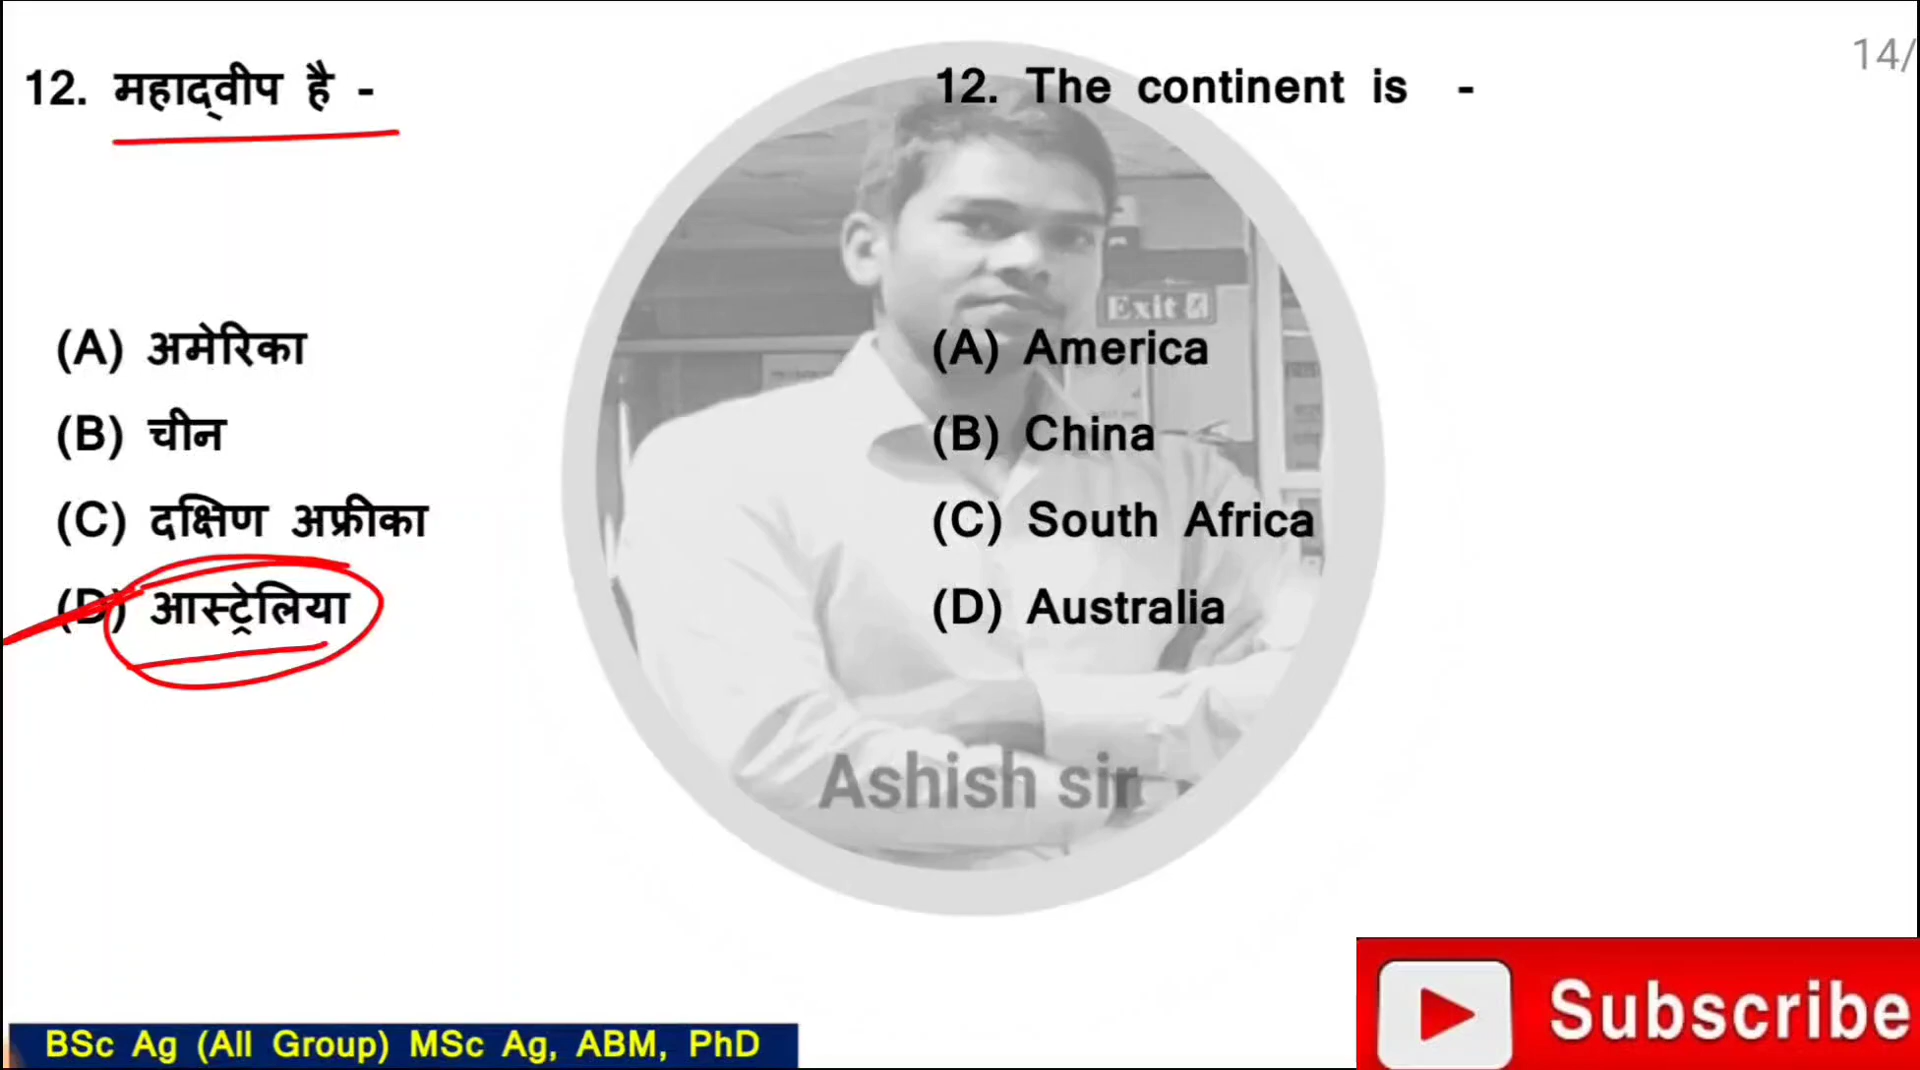 14/
12. महाद्वीप है -
(A) अमेरिका
(B) चीन
(C) दक्षिण अफ्रीका
(D) आस्ट्रेलिया
12. The continent is -
Exit
(A) America
(B) China
(C) South Africa
(D) Australia
Ashish sir
BSc Ag (All Group) MSc Ag, ABM, PhD
Subscribe